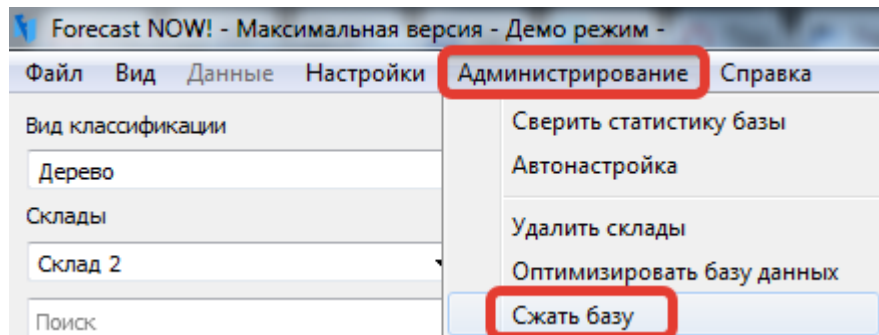 Forecast NOW! - Максимальная версия - Демо режим -
Файл Вид Данные Настройки Администрирование Справка
Вид классификации
Дерево
Склады
Склад 2
Поиск
Сверить статистику базы
Автонастройка
Удалить склады
Оптимизировать базу данных
Сжать базу